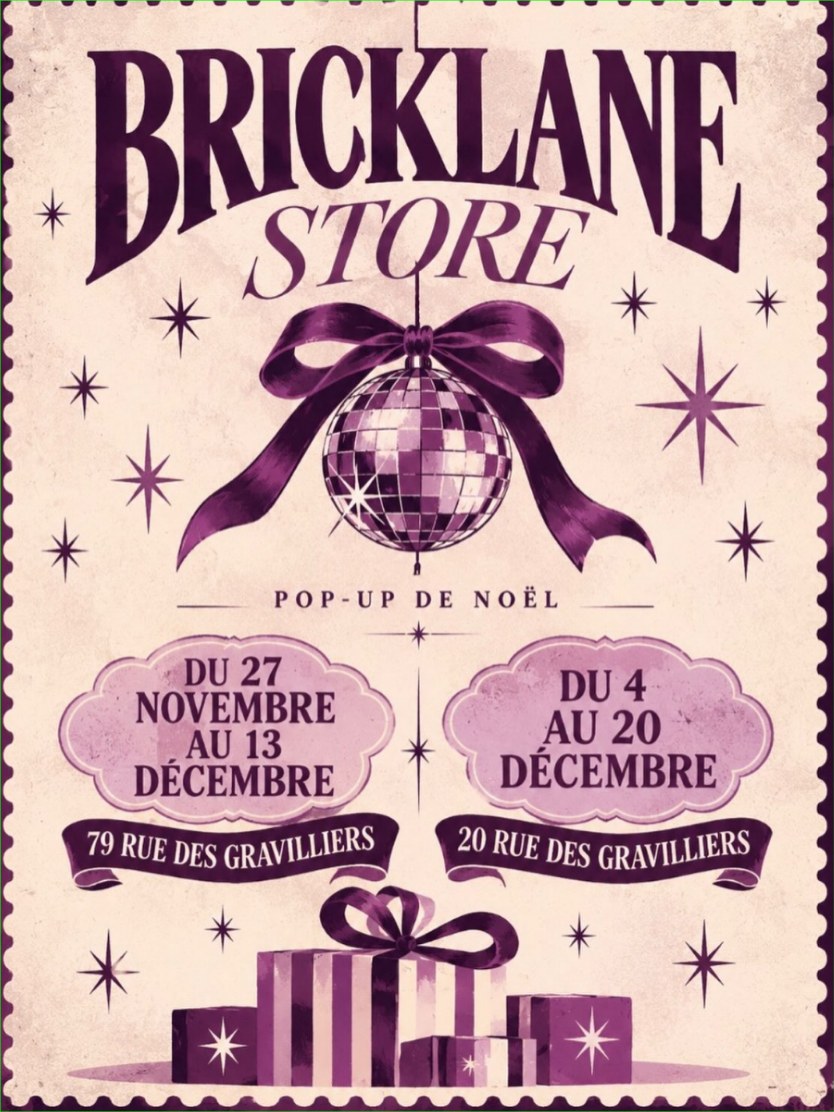 BRICKLANE
STORE
POP-UP DE NOËL
DU 27
NOVEMBRE
AU 13
DÉCEMBRE
79 RUE DES GRAVILLIERS
DU 4
AU 20
DÉCEMBRE
20 RUE DES GRAVILLIERS